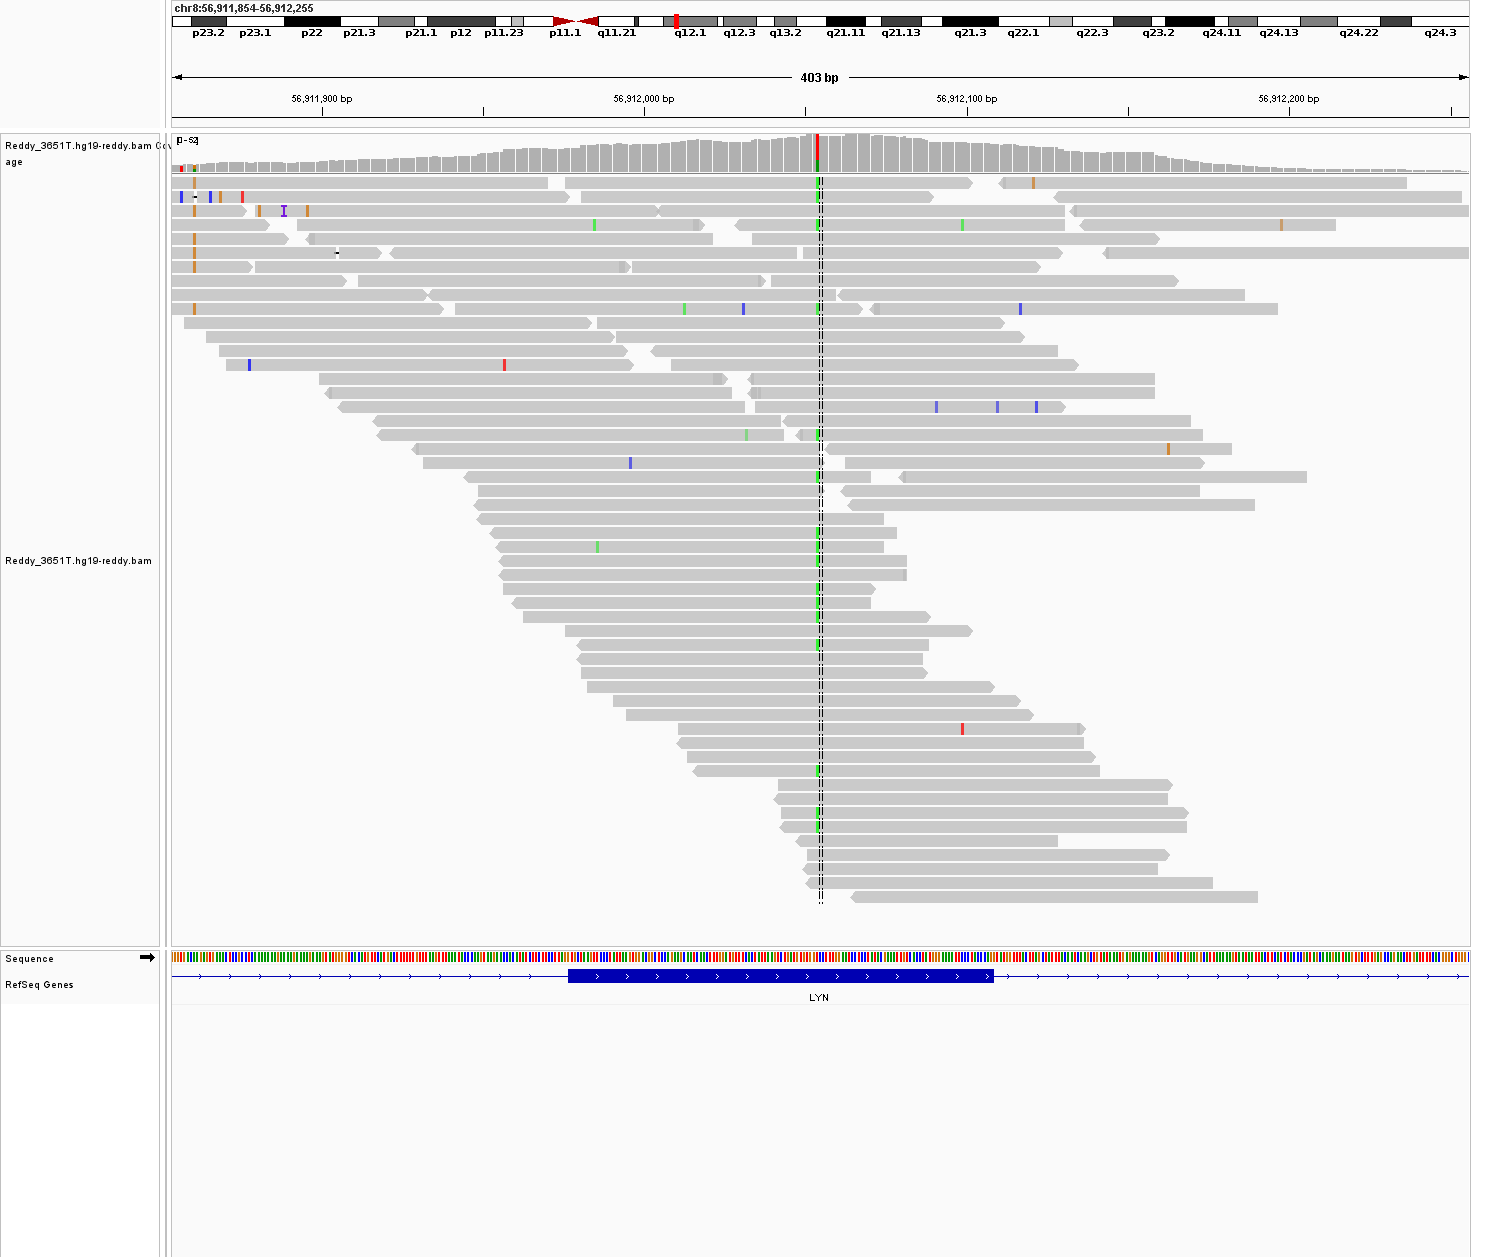 chr8:56,911,854-56,912,255
p23.2 p23.1 p22 p21.3 p21.1 p12 p11.23 p11.1 q11.21 q12.1 q12.3 q13.2 q21.11 q21.13 q21.3 q22.1 q22.3 q23.2 q24.11 q24.13 q24.22 q24.3
403 bp
56,911,900 bp 56,912,000 bp 56,912,100 bp 56,912,200 bp
[0-52]
Reddy_3651T.hg19-reddy.bam Cov
age
Reddy_3651T.hg19-reddy.bam
Sequence
RefSeq Genes
LYN